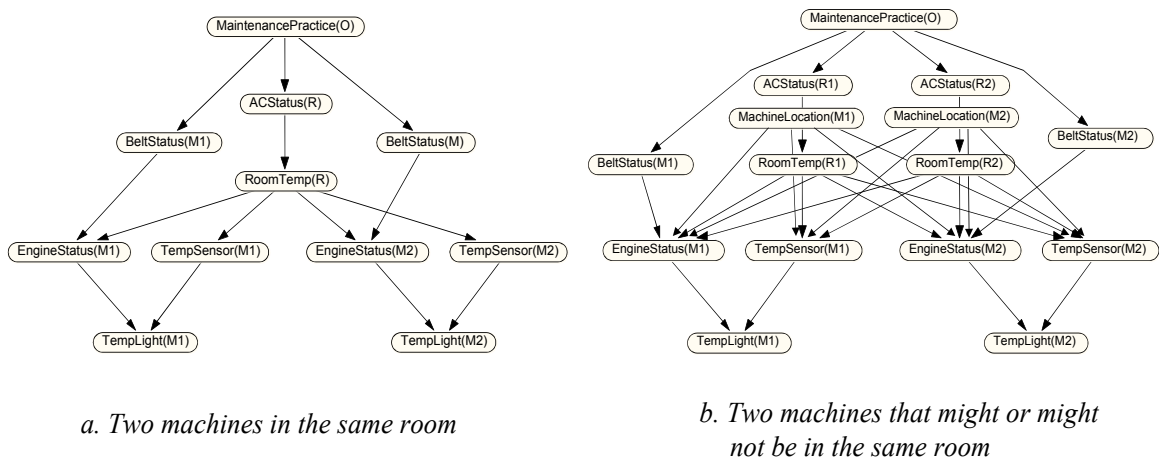 MaintenancePractice(O)
ACStatus(R)
BeltStatus(M1)
BeltStatus(M)
RoomTemp(R)
EngineStatus(M1)
TempSensor(M1)
EngineStatus(M2)
TempSensor(M2)
TempLight(M1)
TempLight(M2)
a. Two machines in the same room
MaintenancePractice(O)
ACStatus(R1)
ACStatus(R2)
MachineLocation(M1)
MachineLocation(M2)
BeltStatus(M2)
BeltStatus(M1)
RoomTemp(R1)
RoomTemp(R2)
EngineStatus(M1)
TempSensor(M1)
EngineStatus(M2)
TempSensor(M2)
TempLight(M1)
TempLight(M2)
b. Two machines that might or might
not be in the same room